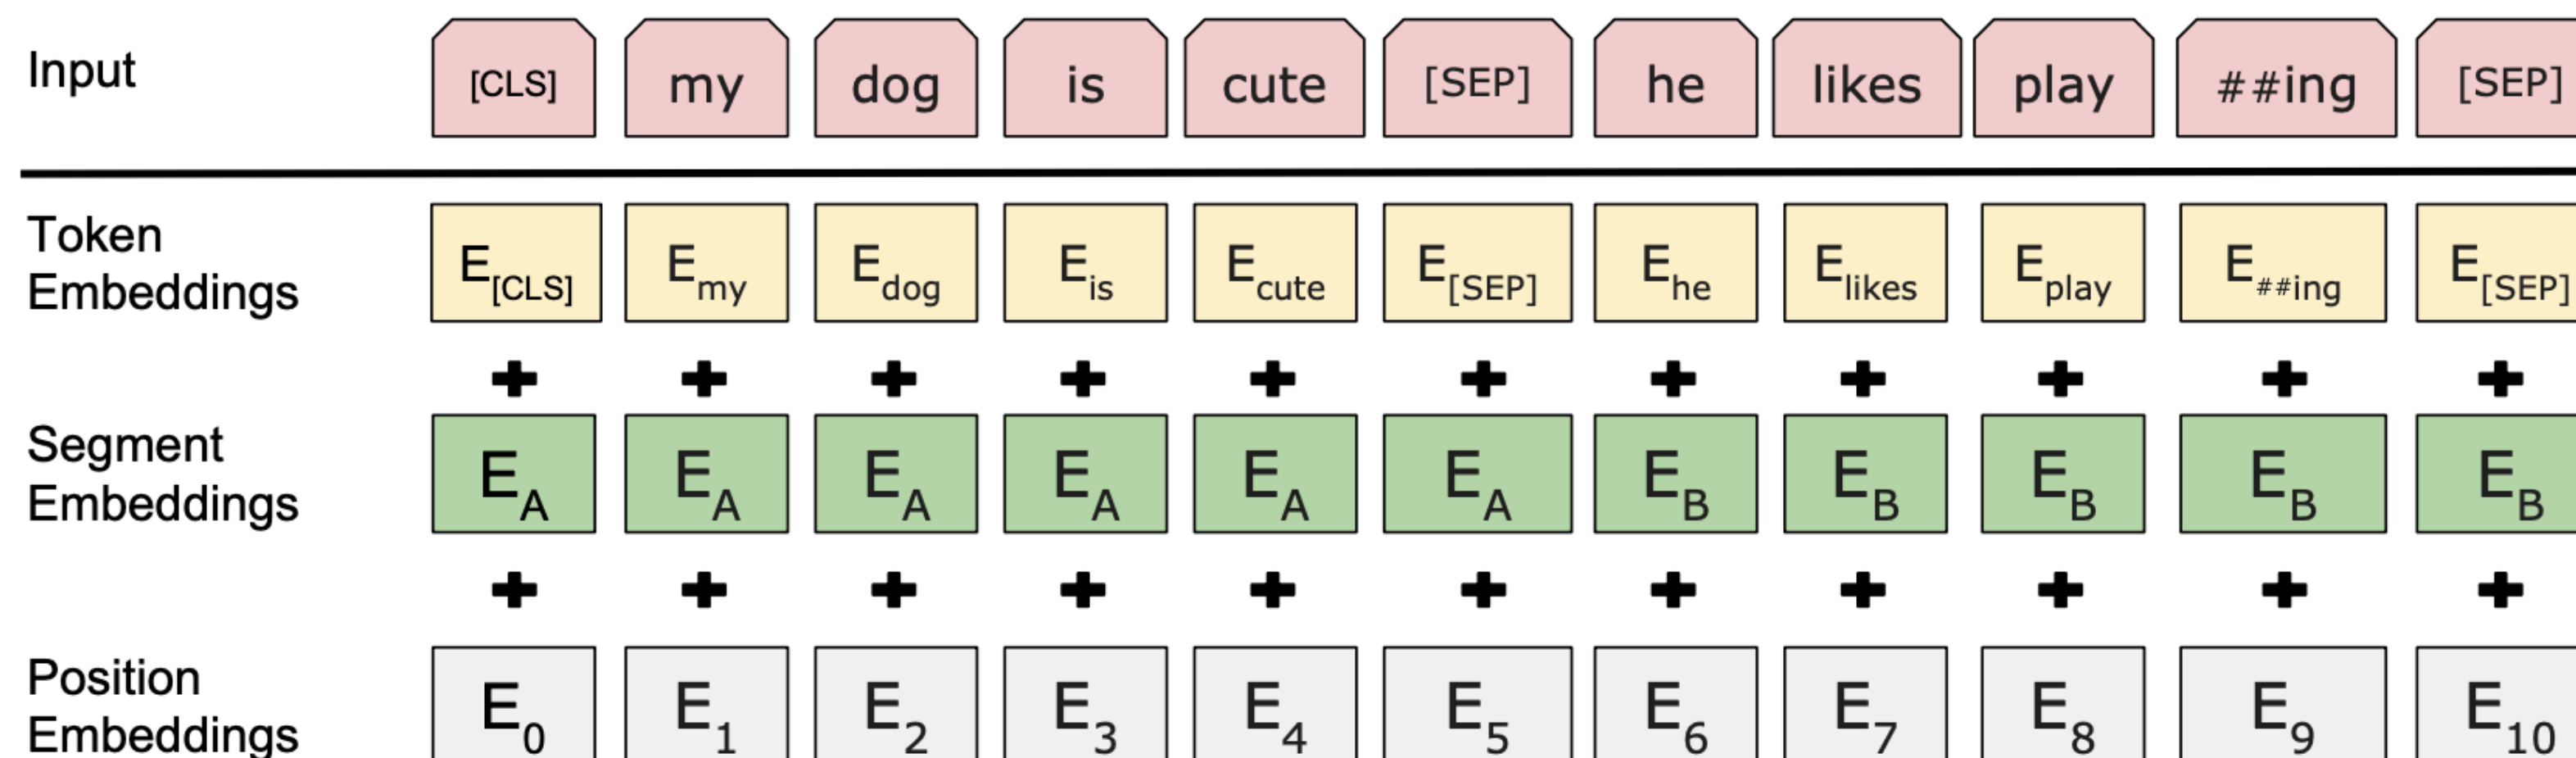 Input [CLS] my dog is cute [SEP] he likes play ##ing [SEP]
Token
Embeddings E[CLS] Emy Edog Eis Ecute E[SEP] Ehe Elikes Eplay E##ing E[SEP]
+ + + + + + + + + + +
Segment
Embeddings EA EA EA EA EA EA EB EB EB EB EB
+ + + + + + + + + + +
Position
Embeddings E0 E1 E2 E3 E4 E5 E6 E7 E8 E9 E10